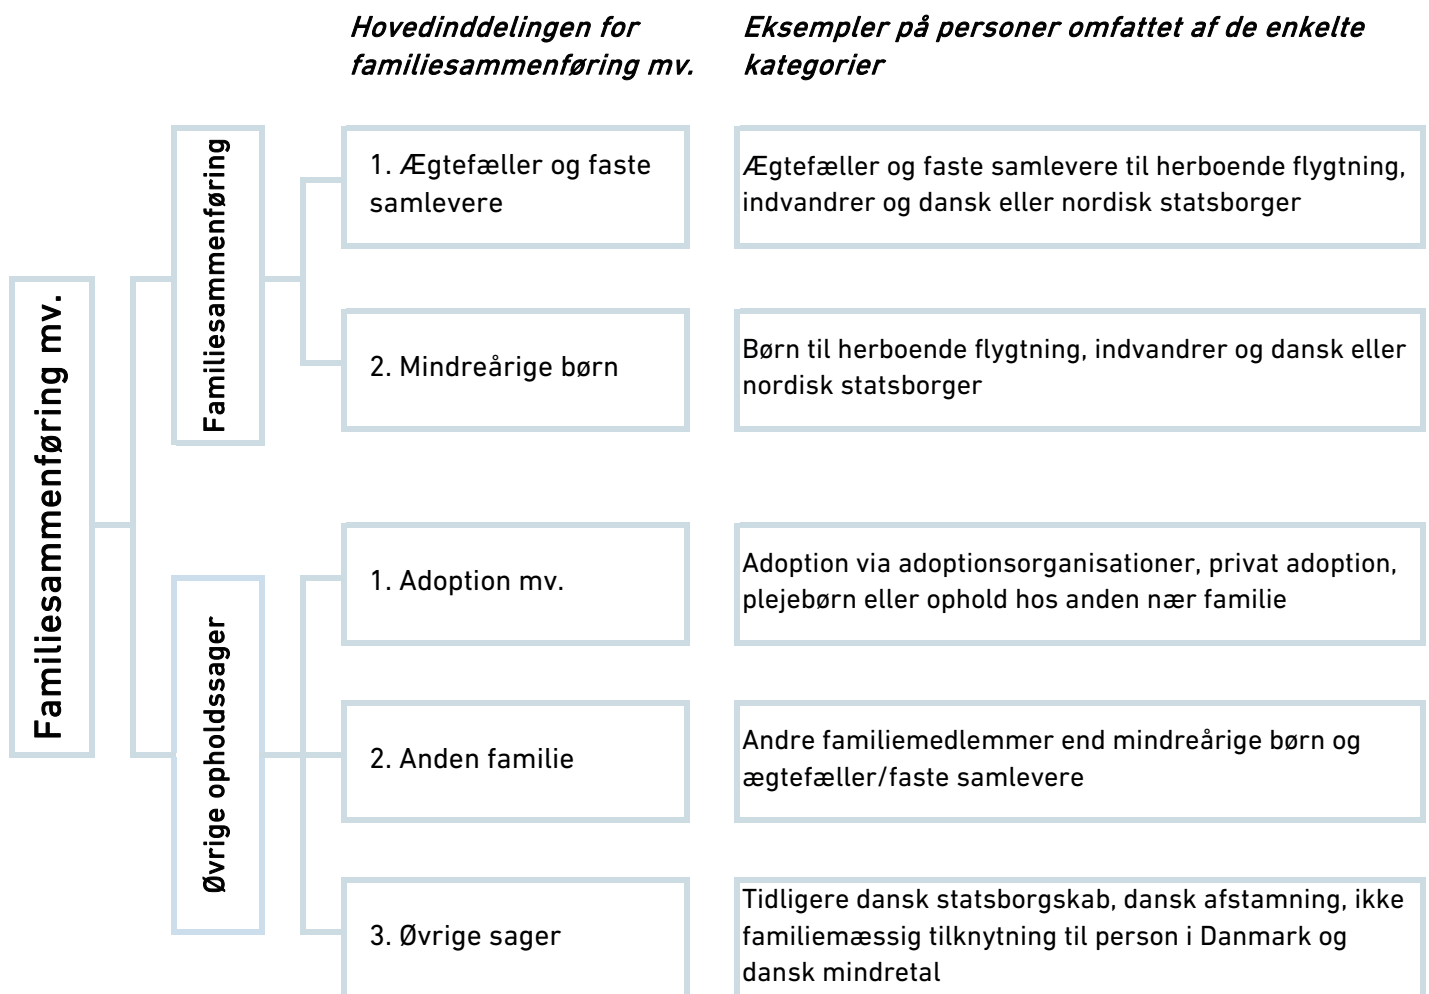 Hovedinddelingen for
familiesammenføring mv.
Eksempler på personer omfattet af de enkelte
kategorier
Familiesammenføring mv.
Familiesammenføring
1. Ægtefæller og faste
samlevere
Ægtefæller og faste samlevere til herboende flygtning,
indvandrer og dansk eller nordisk statsborger
2. Mindreårige børn
Børn til herboende flygtning, indvandrer og dansk eller
nordisk statsborger
Øvrige opholdssager
1. Adoption mv.
Adoption via adoptionsorganisationer, privat adoption,
plejebørn eller ophold hos anden nær familie
2. Anden familie
Andre familiemedlemmer end mindreårige børn og
ægtefæller/faste samlevere
3. Øvrige sager
Tidligere dansk statsborgskab, dansk afstamning, ikke
familiemæssig tilknytning til person i Danmark og
dansk mindretal